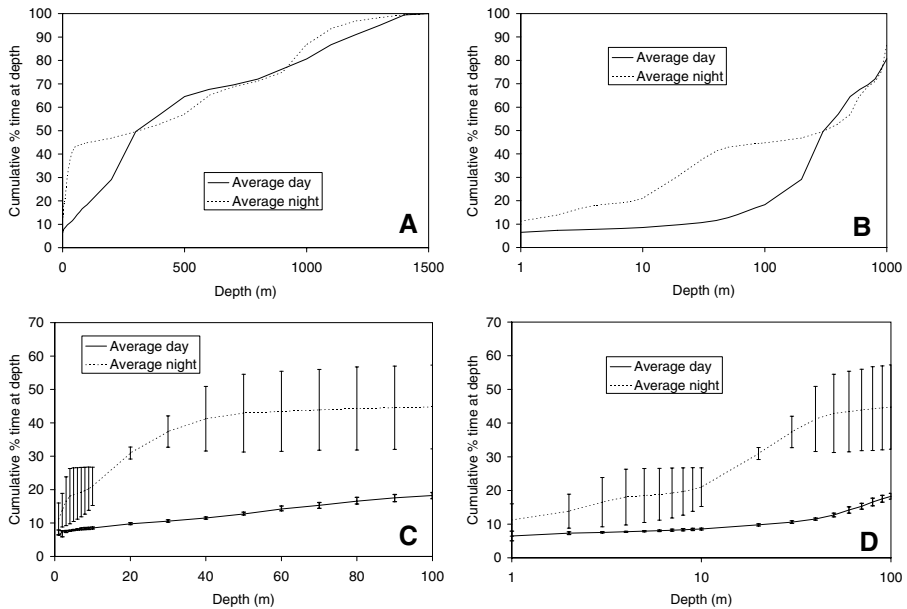 Cumulative % time at depth
100
90
80
70
60
50
40
30
20
10
0
Average day
Average night
A
0 500 1000 1500
Depth (m)
Cumulative % time at depth
100
90
80
70
60
50
40
30
20
10
0
Average day
Average night
B
1 10 100 1000
Depth (m)
Cumulative % time at depth
70
60
50
40
30
20
10
0
Average day
Average night
C
0 20 40 60 80 100
Depth (m)
Cumulative % time at depth
70
60
50
40
30
20
10
0
Average day
Average night
D
1 10 100
Depth (m)